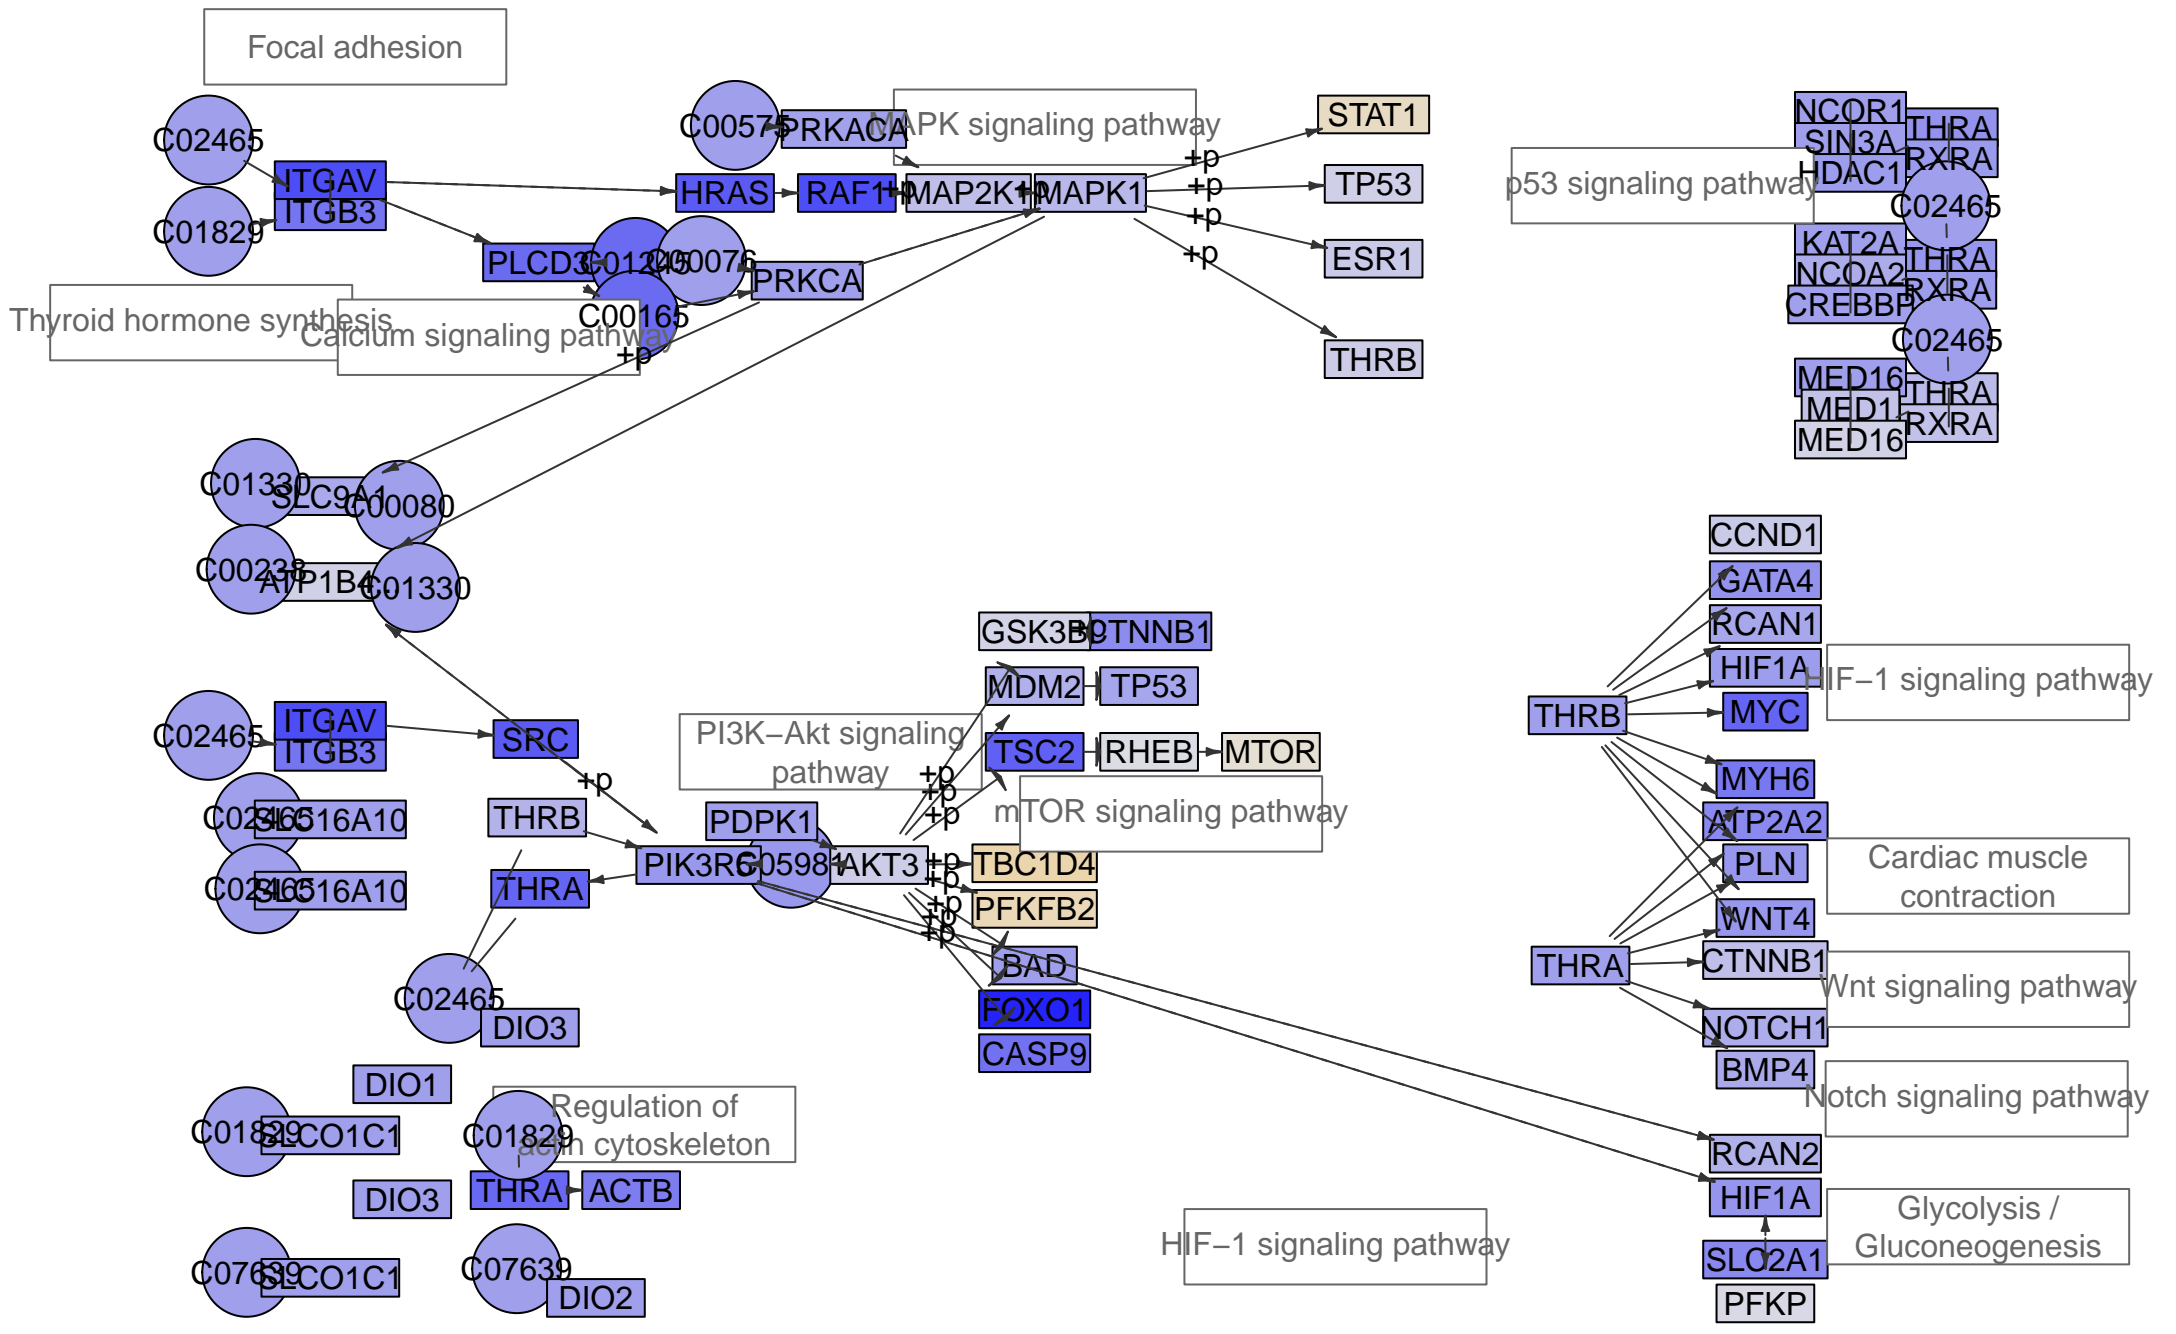 Focal adhesion
C02465
C01829
ITGAV
ITGB3
C00575
PRKACA
MAPK signaling pathway
HRAS
RAF1
+p
MAP2K1
+p
MAPK1
+p
+p
+p
+p
STAT1
TP53
ESR1
THRB
PLCD3
C01245
C00076
C00165
PRKCA
Thyroid hormone synthesis
Calcium signaling pathway
+p
p53 signaling pathway
NCOR1
SIN3A
HDAC1
THRA
RXRA
C02465
KAT2A
NCOA2
CREBBP
THRA
RXRA
C02465
MED16
MED1
MED16
THRA
RXRA
C01330
SLC9A1
C00080
C00238
ATP1B4..
C01330
GSK3B
+p
CTNNB1
MDM2
TP53
TSC2
RHEB
MTOR
PI3K−Akt signaling
pathway
mTOR signaling pathway
+p
+p
+p
C02465
ITGAV
ITGB3
SRC
+p
C02465
SLC16A10
C02465
SLC16A10
THRB
THRA
PDPK1
PIK3R6
C05981
AKT3
+p
+p
+p
+p
+p
TBC1D4
PFKFB2
BAD
FOXO1
CASP9
C02465
DIO3
DIO1
C01829
SLCO1C1
DIO3
C07639
SLCO1C1
Regulation of
actin cytoskeleton
C01829
THRA
ACTB
C07639
DIO2
THRB
THRA
CCND1
GATA4
RCAN1
HIF1A
MYC
HIF−1 signaling pathway
MYH6
ATP2A2
PLN
Cardiac muscle
contraction
WNT4
CTNNB1
Wnt signaling pathway
NOTCH1
BMP4
Notch signaling pathway
RCAN2
HIF1A
SLC2A1
PFKP
Glycolysis /
Gluconeogenesis
HIF−1 signaling pathway